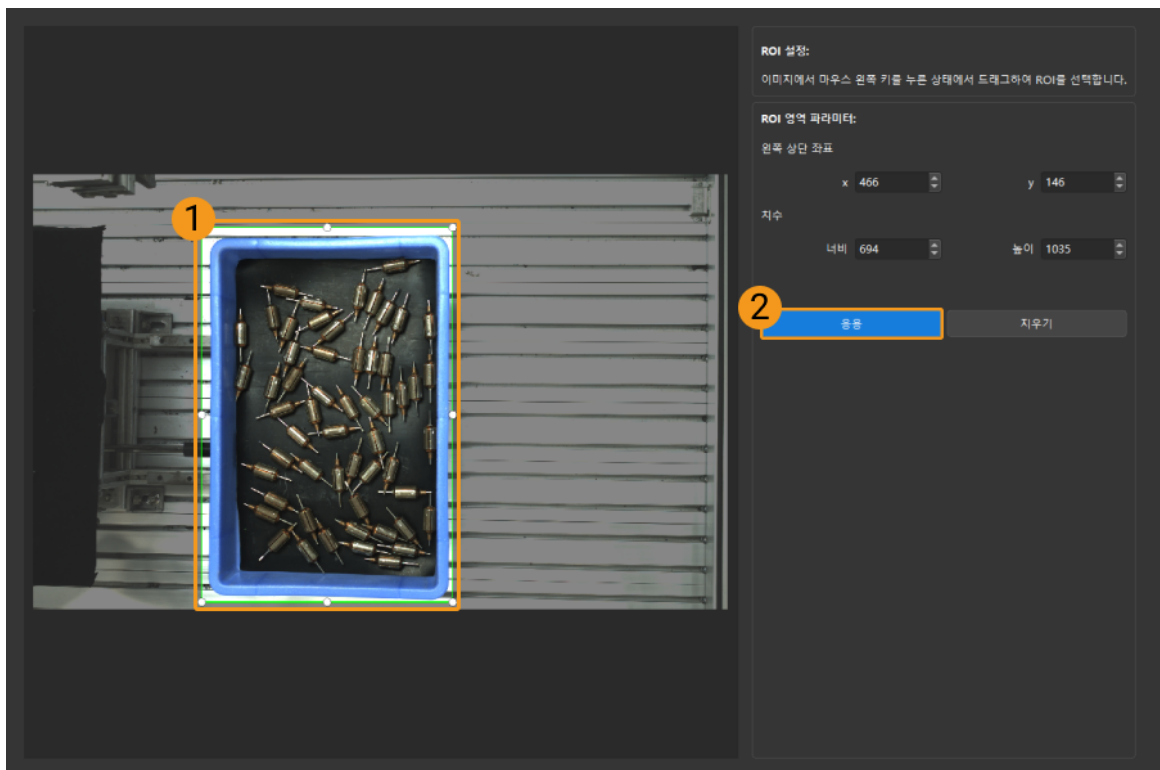 ROI 설정:
이미지에서 마우스 왼쪽 키를 누른 상태에서 드래그하여 ROI를 선택합니다.
ROI 영역 파라미터:
왼쪽 상단 좌표
x 466 y 146
치수
너비 694 높이 1035
1
2
응용 지우기